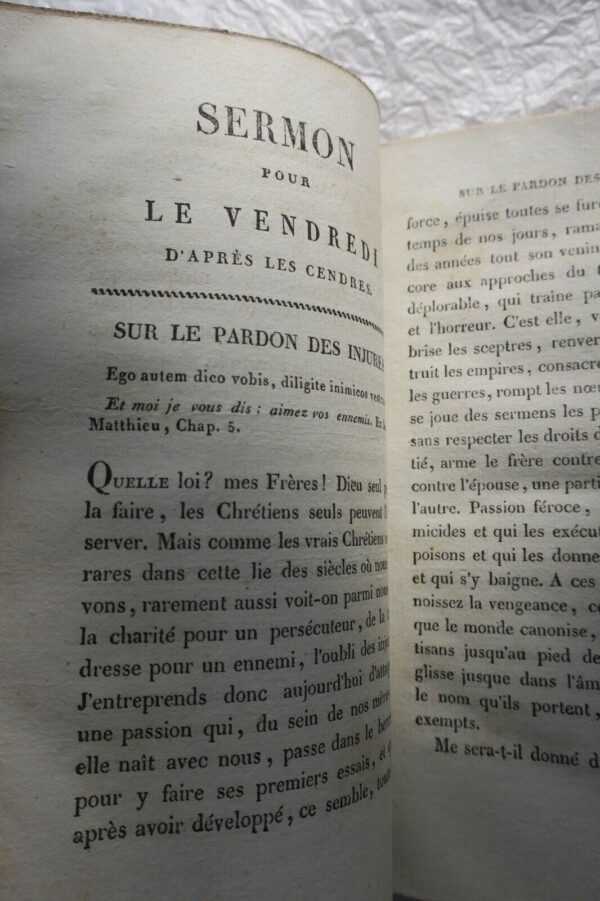 SERMON
POUR
LE VENDREDI
D'APRÈS LES CENDRES.
SUR LE PARDON DES INJURES
Ego autem dico vobis, diligite inimicos
Et moi je vous dis : aimez vos ennemis.
Matthieu, Chap. 5.
QUELLE loi? mes Frères! Dieu seul
la faire, les Chrétiens seuls peuvent
server. Mais comme les vrais Chrétiens
rares dans cette lie des siècles où
vons, rarement aussi voit-on parmi
la charité pour un persécuteur, de la
dresse pour un ennemi, l'oubli des
J'entreprends donc aujourd'hui
une passion qui, du sein de nos
elle naît avec nous, passe dans le
pour y faire ses premiers essais,
après avoir développé, ce semble,
SUR LE PARDON DES
force, épuise toutes se
temps de nos jours,
des années tout son venin
core aux approches du
déplorable, qui traîne
et l'horreur. C'est elle,
brise les sceptres,
truit les empires,
les guerres, rompt les
se joue des sermens les
sans respecter les droits
tié, arme le frère contre
contre l'épouse, une
l'autre. Passion féroce,
micides et qui les
poisons et qui les
et qui s'y baigne. A ces
noissez la vengeance,
que le monde canonise,
tisans jusqu'au pied
glisse jusque dans
le nom qu'ils portent,
exempts.
Me sera-t-il donné